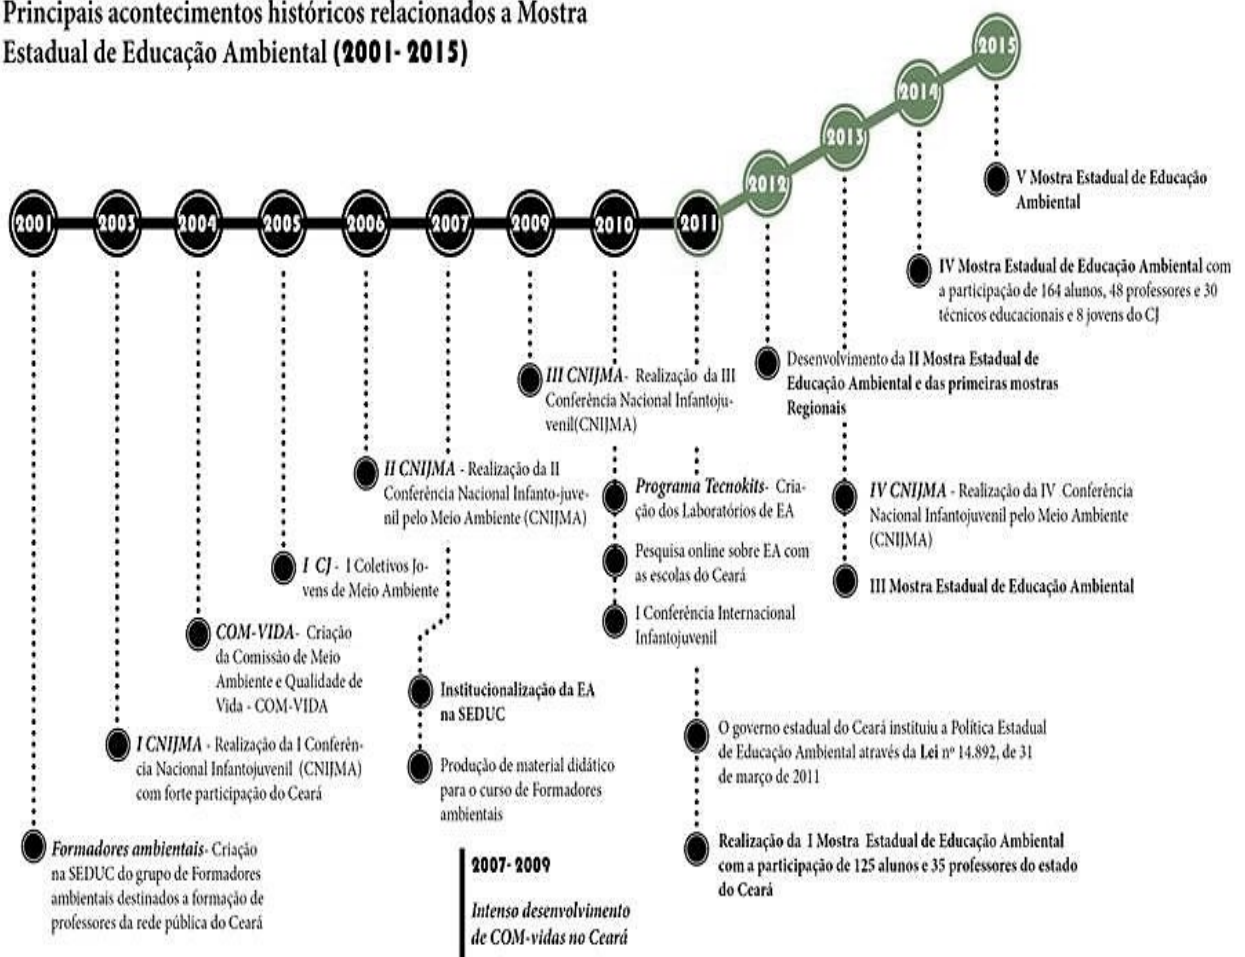 Principais acontecimentos históricos relacionados a Mostra
Estadual de Educação Ambiental (2001- 2015)
2001
2003
2004
2005
2006
2007
2009
2010
2011
2012
2013
2014
2015
V Mostra Estadual de Educação
Ambiental
IV Mostra Estadual de Educação Ambiental com
a participação de 164 alunos, 48 professores e 30
técnicos educacionais e 8 jovens do CJ
Desenvolvimento da II Mostra Estadual de
Educação Ambiental e das primeiras mostras
Regionais
III CNIJMA- Realização da III
Conferência Nacional Infantoju-
venil(CNIJMA)
II CNIJMA - Realização da II
Conferência Nacional Infanto-juve-
nil pelo Meio Ambiente (CNIJMA)
Programa Tecnokits- Cria-
ção dos Laboratórios de EA
Pesquisa online sobre EA com
as escolas do Ceará
I Conferência Internacional
Infantojuvenil
IV CNIJMA - Realização da IV Conferência
Nacional Infantojuvenil pelo Meio Ambiente
(CNIJMA)
III Mostra Estadual de Educação Ambiental
I CJ - I Coletivos Jo-
vens de Meio Ambiente
COM-VIDA- Criação
da Comissão de Meio
Ambiente e Qualidade de
Vida - COM-VIDA
Institucionalização da EA
na SEDUC
Produção de material didático
para o curso de Formadores
ambientais
I CNIJMA - Realização da I Conferên-
cia Nacional Infantojuvenil (CNIJMA)
com forte participação do Ceará
O governo estadual do Ceará instituiu a Política Estadual
de Educação Ambiental através da Lei nº 14.892, de 31
de março de 2011
Realização da I Mostra Estadual de Educação Ambiental
com a participação de 125 alunos e 35 professores do estado
do Ceará
Formadores ambientais- Criação
na SEDUC do grupo de Formadores
ambientais destinados a formação de
professores da rede pública do Ceará
2007- 2009
Intenso desenvolvimento
de COM-vidas no Ceará